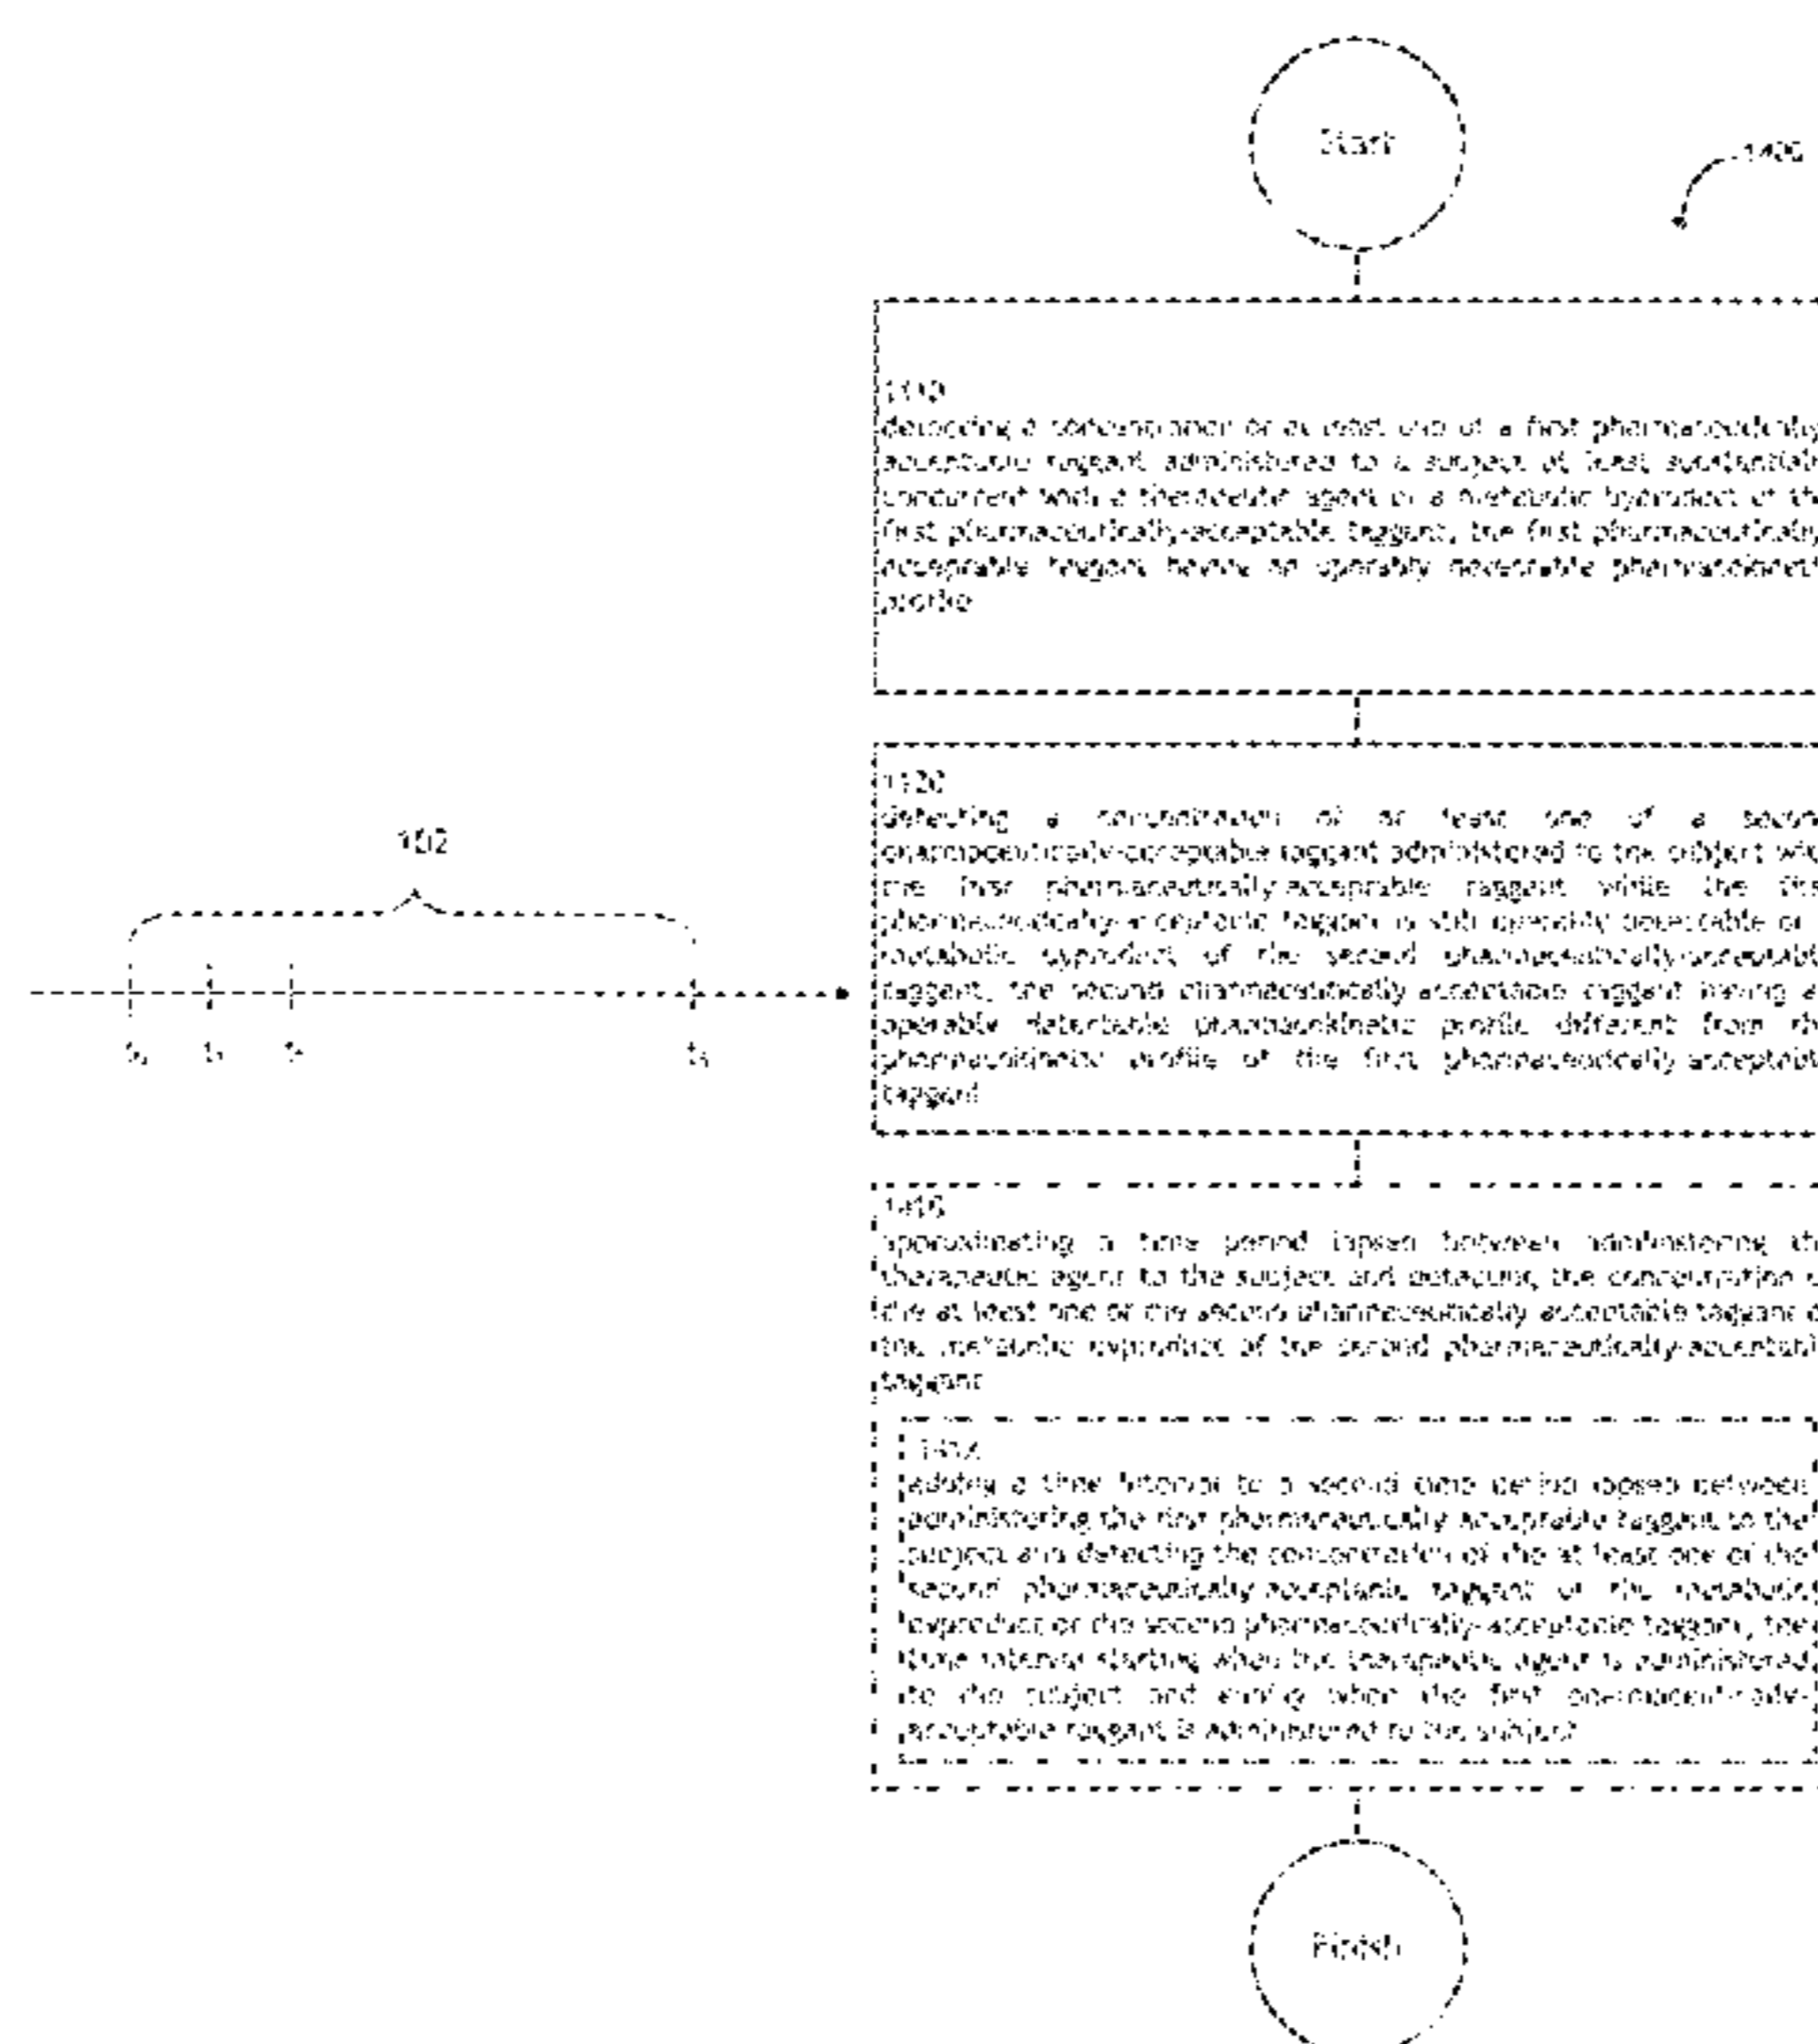 Start
1400
1110
detecting a concentration of at least one of a first pharmaceutically
acceptable taggant administered to a subject at least substantially
concurrent with a therapeutic agent or a metabolic byproduct of the
first pharmaceutically-acceptable taggant, the first pharmaceutically
acceptable taggant having an operably detectable pharmacokinetic
profile
1120
detecting a concentration of at least one of a second
pharmaceutically-acceptable taggant administered to the subject with
the first pharmaceutically-acceptable taggant while the first
pharmaceutically-acceptable taggant is still operably detectable or
metabolic byproduct of the second pharmaceutically-acceptable
taggant, the second pharmaceutically-acceptable taggant having a
operable detectable pharmacokinetic profile different from the
pharmacokinetic profile of the first pharmaceutically-acceptable
taggant
102
approximating a time period lapsed between administering the
therapeutic agent to the subject and detecting the concentration
the at least one of the second pharmaceutically-acceptable taggant
the metabolic byproduct of the second pharmaceutically-acceptable
taggant
adding a time interval to a second time period lapsed between
administering the first pharmaceutically acceptable taggant to the
subject and detecting the concentration of the at least one of the
second pharmaceutically-acceptable taggant or the metabolic
byproduct of the second pharmaceutically-acceptable taggant, the
time interval starting when the therapeutic agent is administered
to the subject and ending when the first pharmaceutically-
acceptable taggant is administered to the subject
Finish